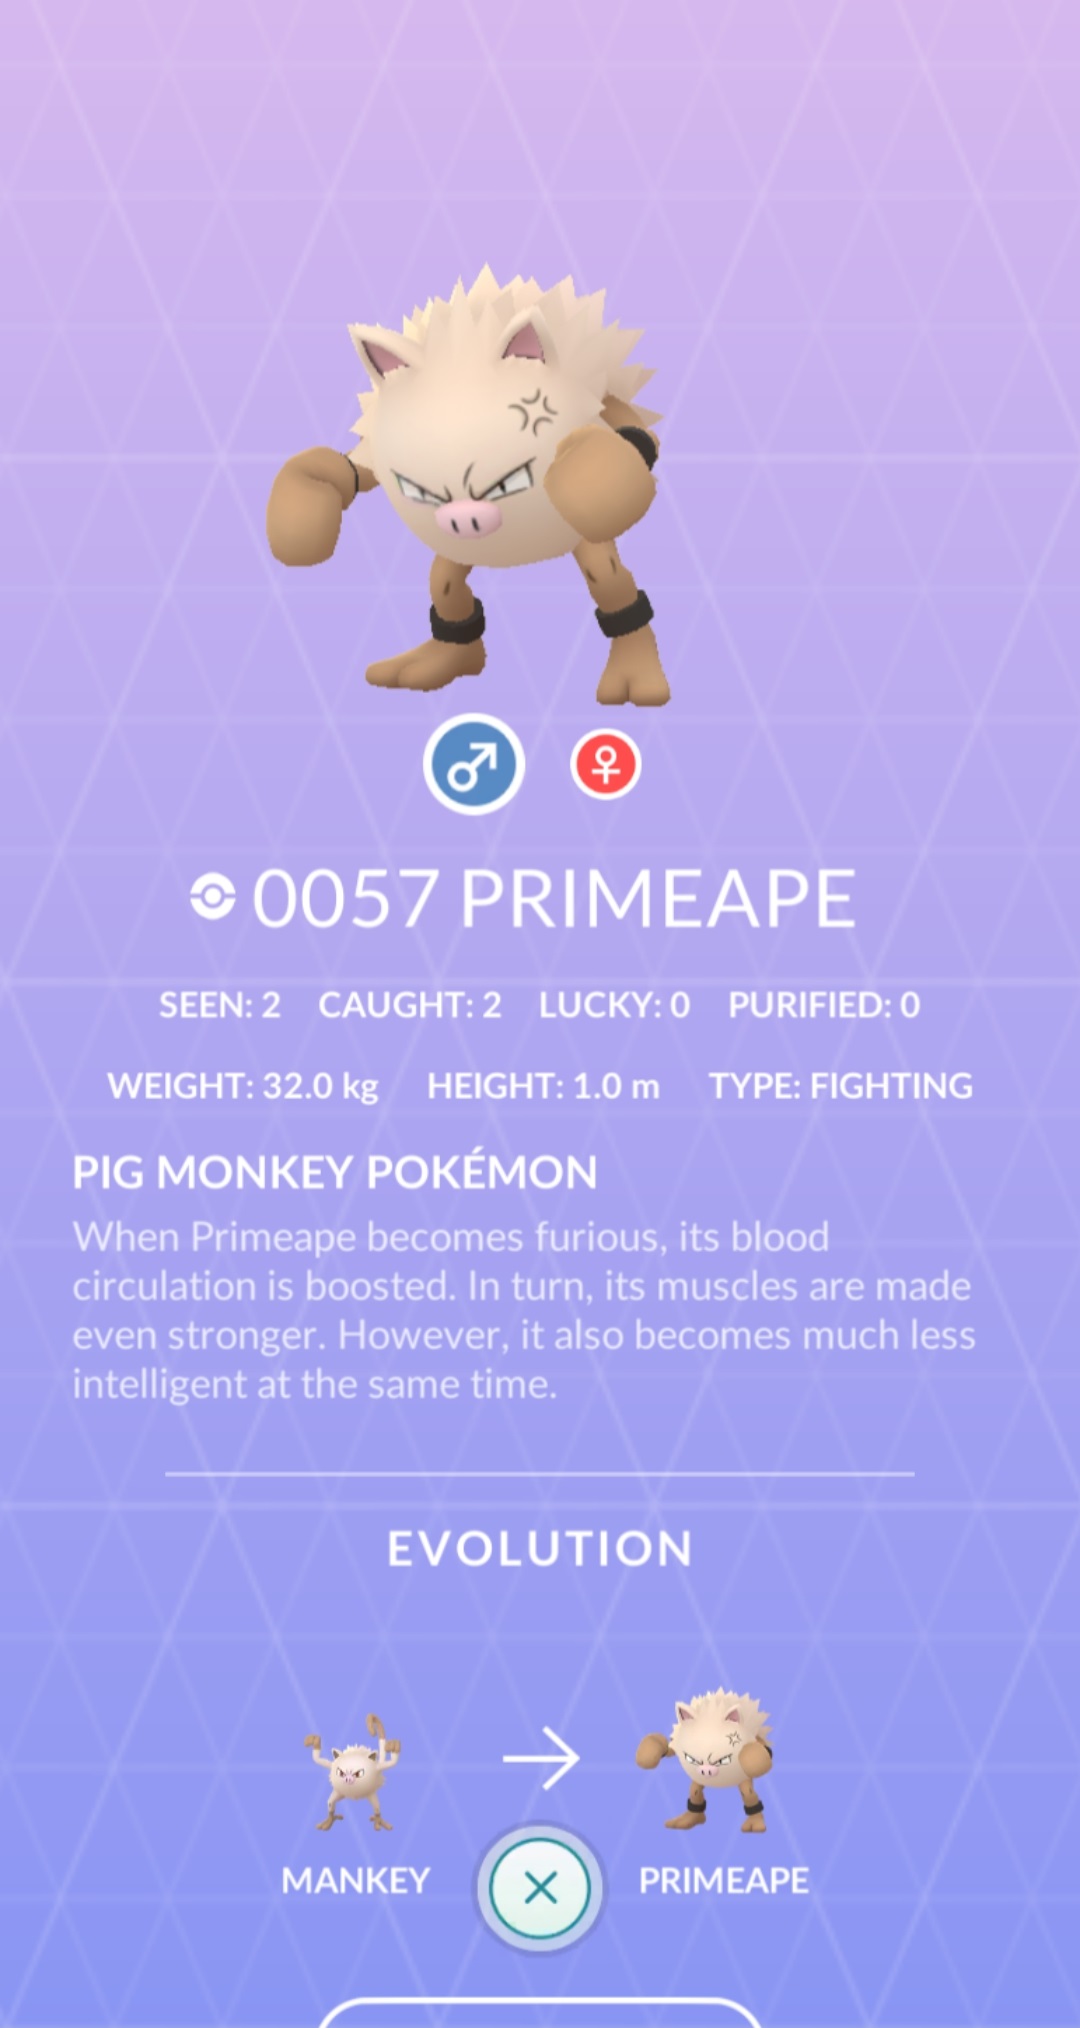 0057 PRIMEAPE
SEEN: 2 CAUGHT: 2 LUCKY: 0 PURIFIED: 0
WEIGHT: 32.0 kg HEIGHT: 1.0 m TYPE: FIGHTING
PIG MONKEY POKÉMON
When Primeape becomes furious, its blood
circulation is boosted. In turn, its muscles are made
even stronger. However, it also becomes much less
intelligent at the same time.
EVOLUTION
MANKEY PRIMEAPE